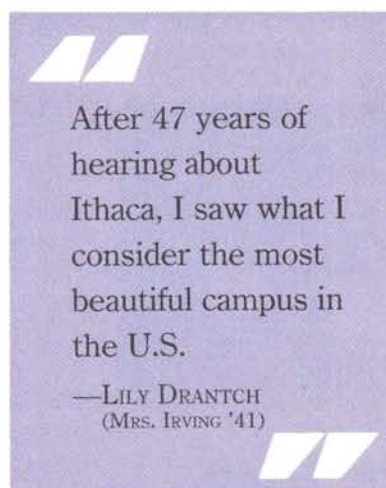 After 47 years of
hearing about
Ithaca, I saw what I
consider the most
beautiful campus in
the U.S.
—LILY DRANTCH
(MRS. IRVING '41)